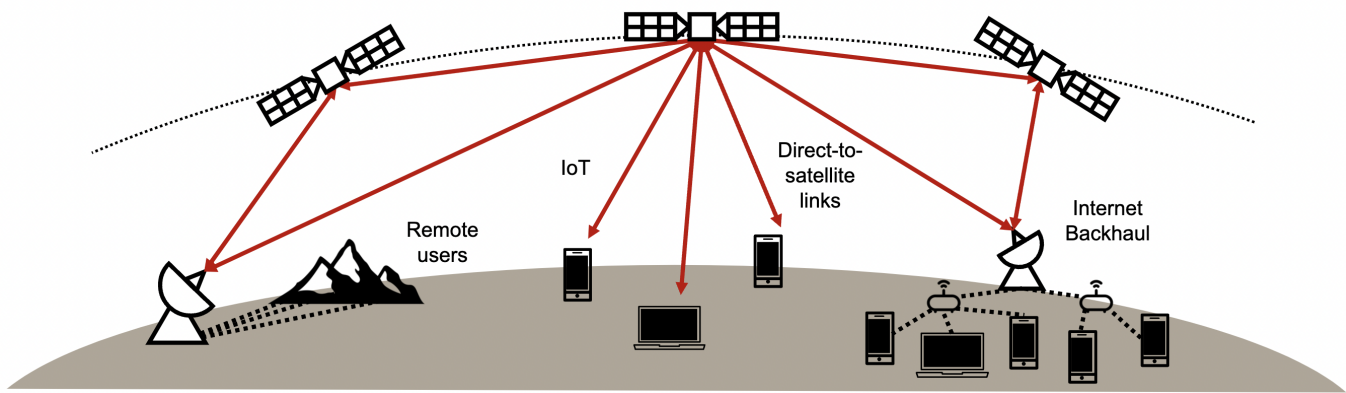 IoT
Direct-to-
satellite
links
Remote
users
Internet
Backhaul